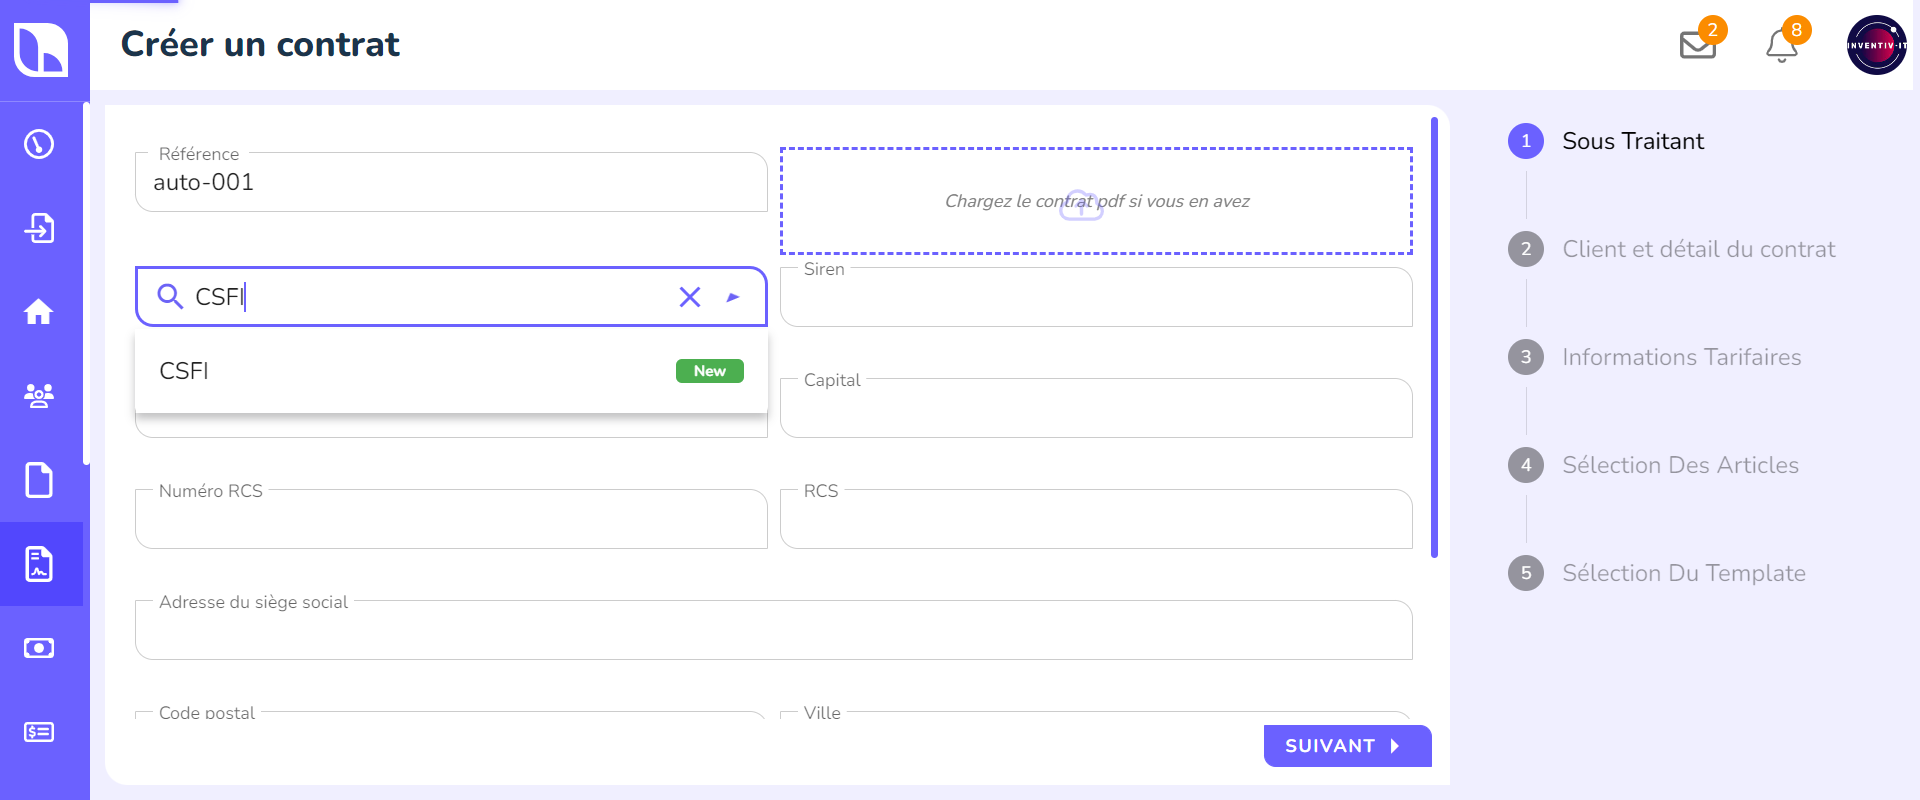 Créer un contrat
2
8
INVENTIV-IT
Référence
auto-001
Chargez le contrat pdf si vous en avez
CSFI
Siren
CSFI
New
Capital
Numéro RCS
RCS
Adresse du siège social
Code postal
Ville
SUIVANT
1 Sous Traitant
2 Client et détail du contrat
3 Informations Tarifaires
4 Sélection Des Articles
5 Sélection Du Template